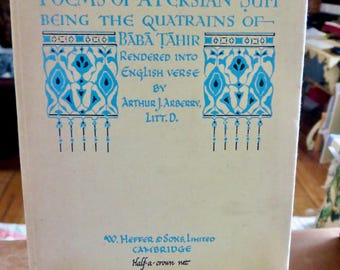 POEMS OF A PERSIAN SUFI
BEING THE QUATRAINS OF
BĀBĀ ṬĀHIR
RENDERED INTO
ENGLISH VERSE
BY
ARTHUR J. ARBERRY,
LITT. D.
W. HEFFER & SONS, LIMITED
CAMBRIDGE
Half-a-crown net